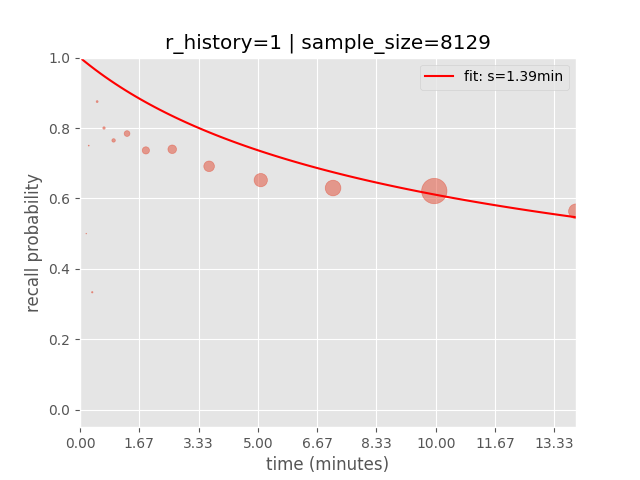 r_history=1 | sample_size=8129
fit: s=1.39min
1.0
0.8
0.6
0.4
0.2
0.0
recall probability
0.00 1.67 3.33 5.00 6.67 8.33 10.00 11.67 13.33
time (minutes)